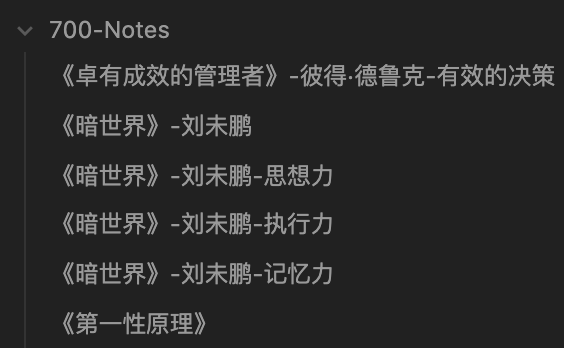 700-Notes
《卓有成效的管理者》-彼得·德鲁克-有效的决策
《暗世界》-刘未鹏
《暗世界》-刘未鹏-思想力
《暗世界》-刘未鹏-执行力
《暗世界》-刘未鹏-记忆力
《第一性原理》